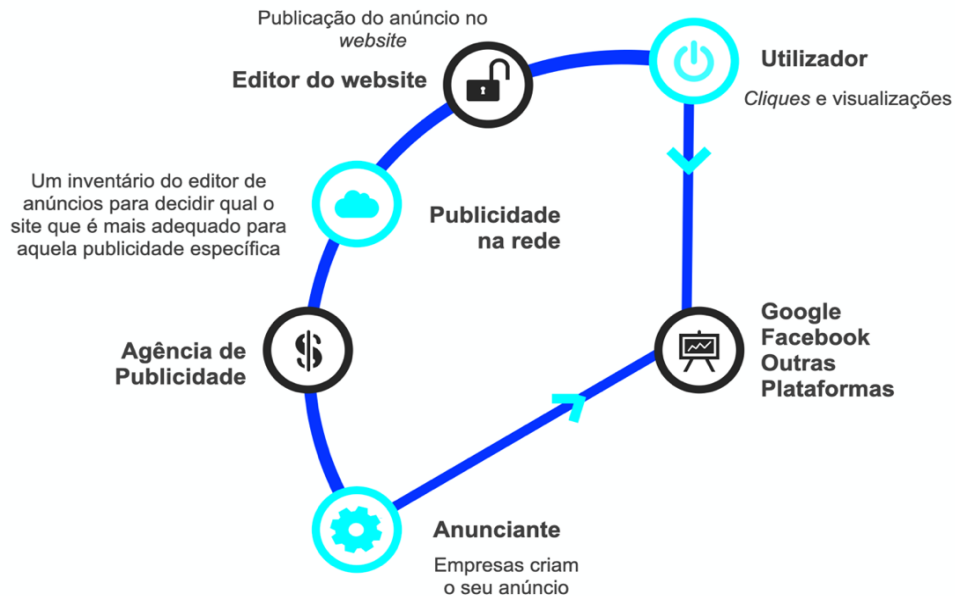 Publicação do anúncio no
website
Editor do website
Utilizador
Cliques e visualizações
Um inventário do editor de
anúncios para decidir qual o
site que é mais adequado para
aquela publicidade específica
Publicidade
na rede
Agência de
Publicidade
Google
Facebook
Outras
Plataformas
Anunciante
Empresas criam
o seu anúncio